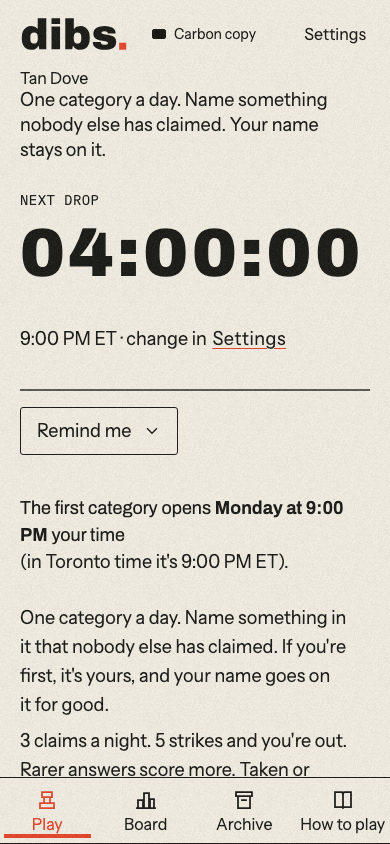 dibs.
Carbon copy
Settings
Tan Dove
One category a day. Name something
nobody else has claimed. Your name
stays on it.
NEXT DROP
04:00:00
9:00 PM ET · change in Settings
Remind me
The first category opens Monday at 9:00
PM your time
(in Toronto time it's 9:00 PM ET).
One category a day. Name something in
it that nobody else has claimed. If you're
first, it's yours, and your name goes on
it for good.
3 claims a night. 5 strikes and you're out.
Rarer answers score more. Taken or
Play
Board
Archive
How to play